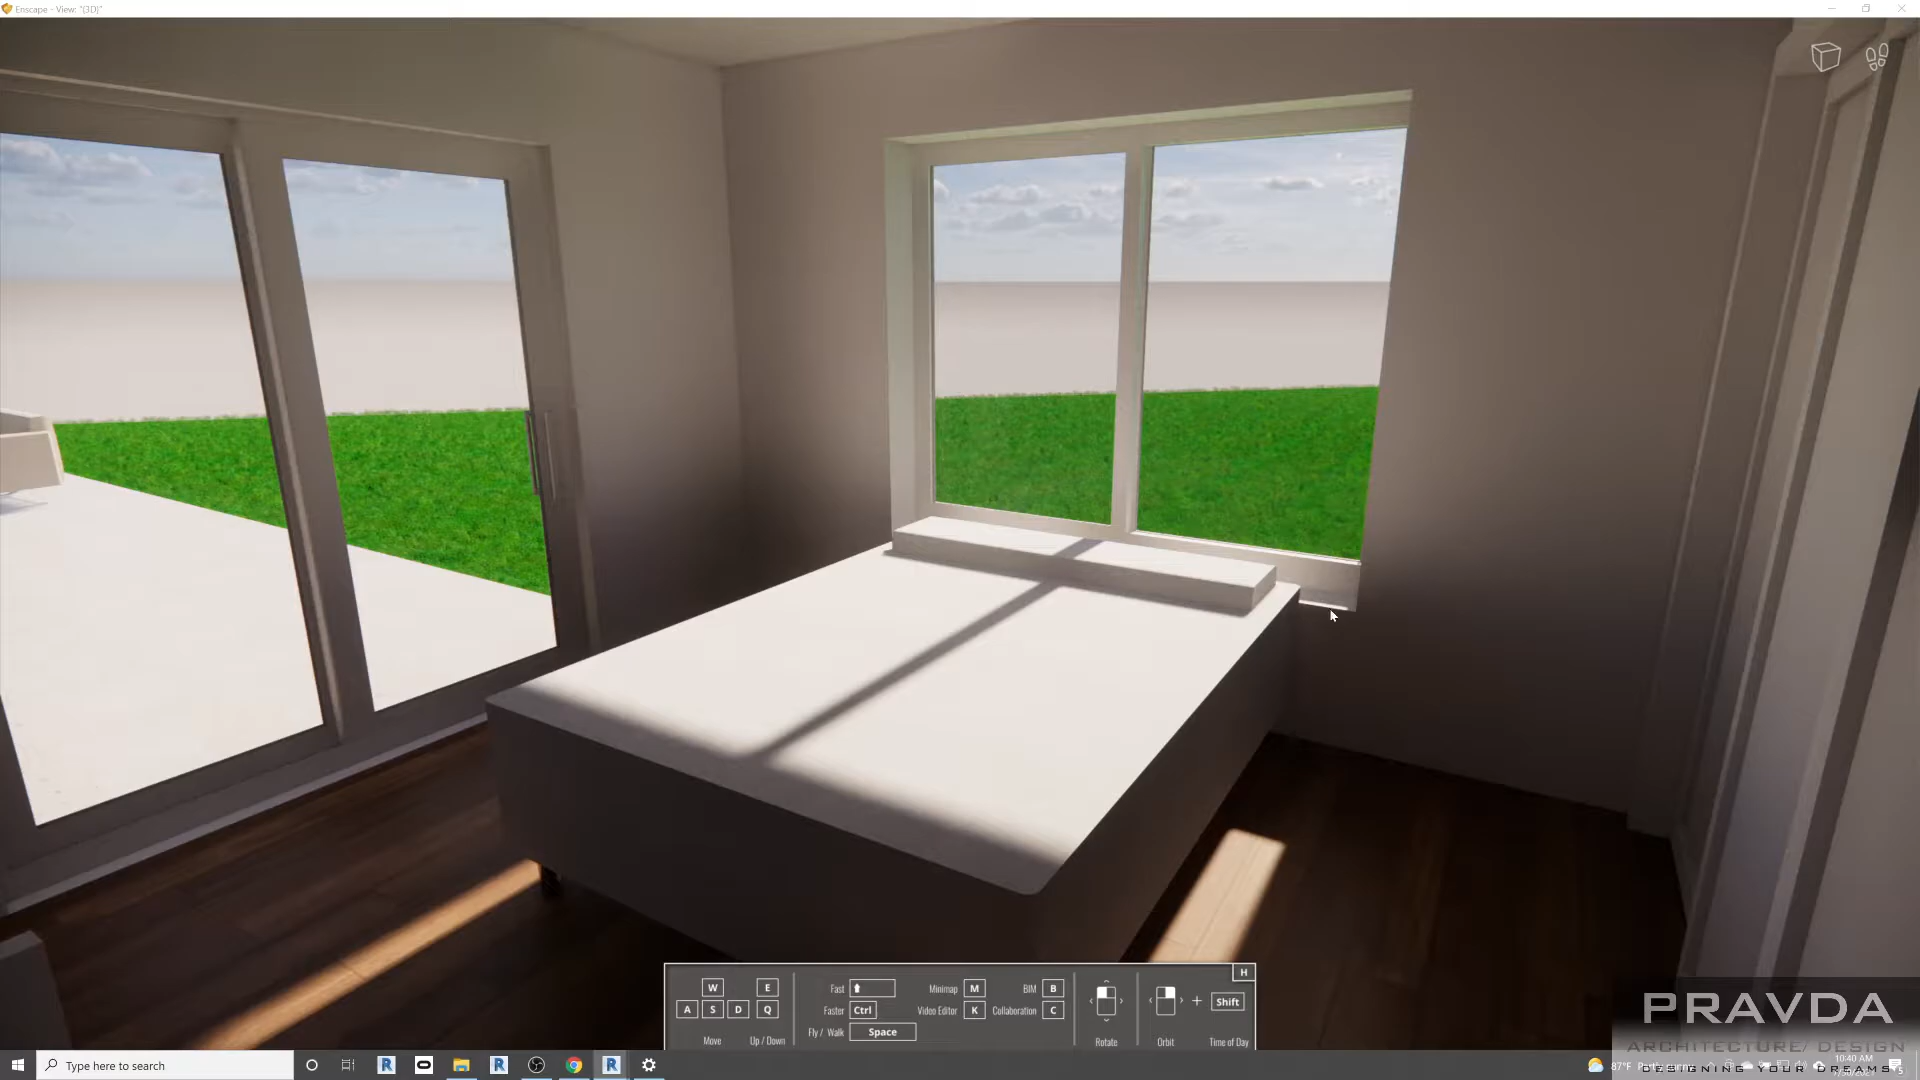 Enscape - View: "{3D}"
H
W E
A S D Q
Move Up / Down
Fast
Faster Ctrl
Fly / Walk Space
Minimap M
Video Editor K
BIM B
Collaboration C
Rotate
Orbit
+ Shift
Time of Day
PRAVDA
ARCHITECTURE/ DESIGN
DESIGNING YOUR DREAMS
Type here to search
R R R
87°F
10:40 AM